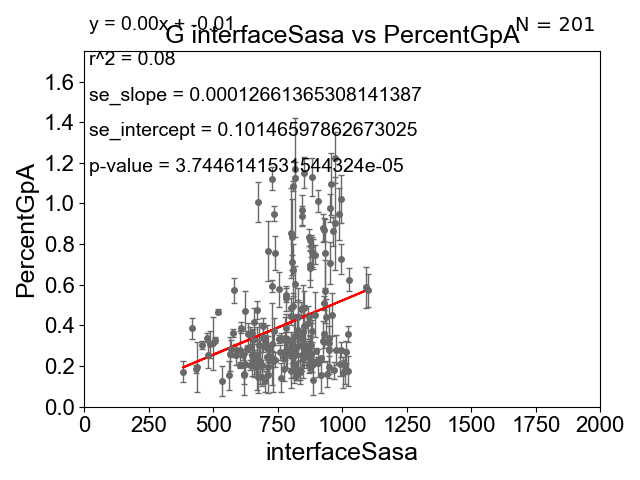 y = 0.00x + -0.01
N = 201
G interfaceSasa vs PercentGpA
r^2 = 0.08
se_slope = 0.00012661365308141387
se_intercept = 0.10146597862673025
p-value = 3.7446141531544324e-05
PercentGpA
1.6
1.4
1.2
1.0
0.8
0.6
0.4
0.2
0.0
0 250 500 750 1000 1250 1500 1750 2000
interfaceSasa